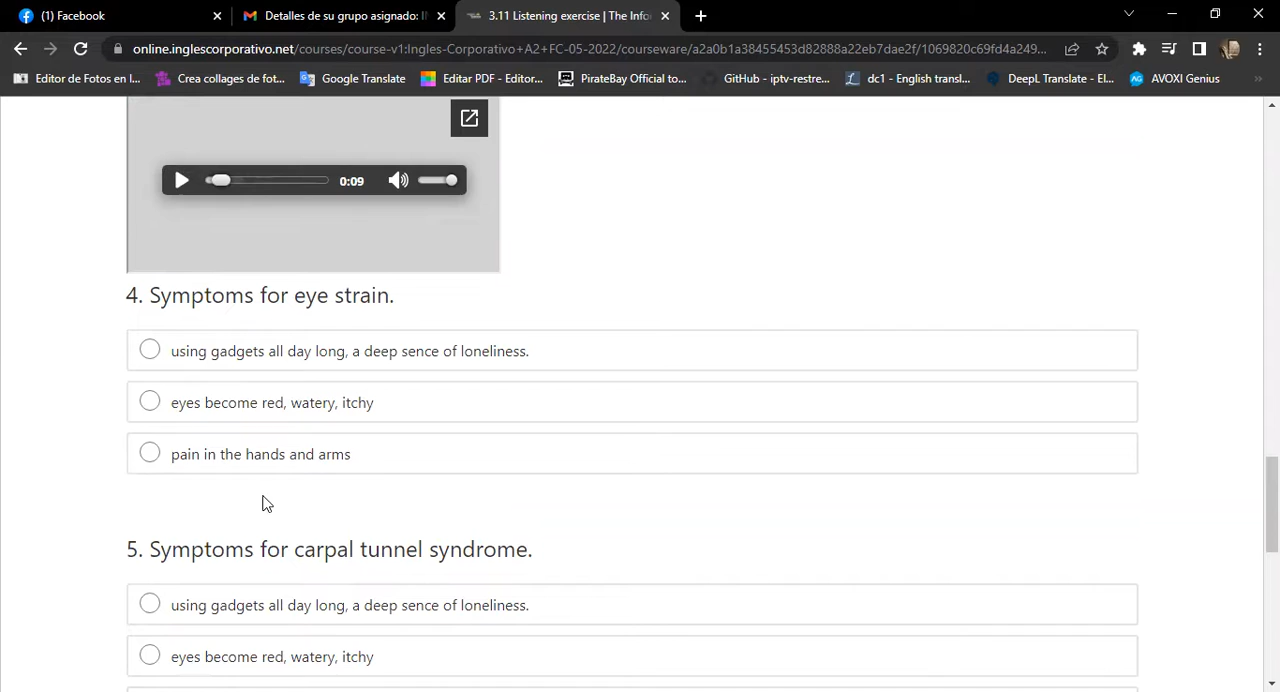 (1) Facebook
Detalles de su grupo asignado: I
3.11 Listening exercise | The Info
online.inglescorporativo.net/courses/course-v1:Ingles-Corporativo+A2+FC-05-2022/courseware/a2a0b1a38455453d82888a22eb7dae2f/1069820c69fd4a249...
Editor de Fotos en l...
Crea collages de fot...
Google Translate
Editar PDF - Editor...
PirateBay Official to...
GitHub - iptv-restre...
dc1 - English transl...
DeepL Translate - El...
AVOXI Genius
0:09
4. Symptoms for eye strain.
using gadgets all day long, a deep sence of loneliness.
eyes become red, watery, itchy
pain in the hands and arms
5. Symptoms for carpal tunnel syndrome.
using gadgets all day long, a deep sence of loneliness.
eyes become red, watery, itchy